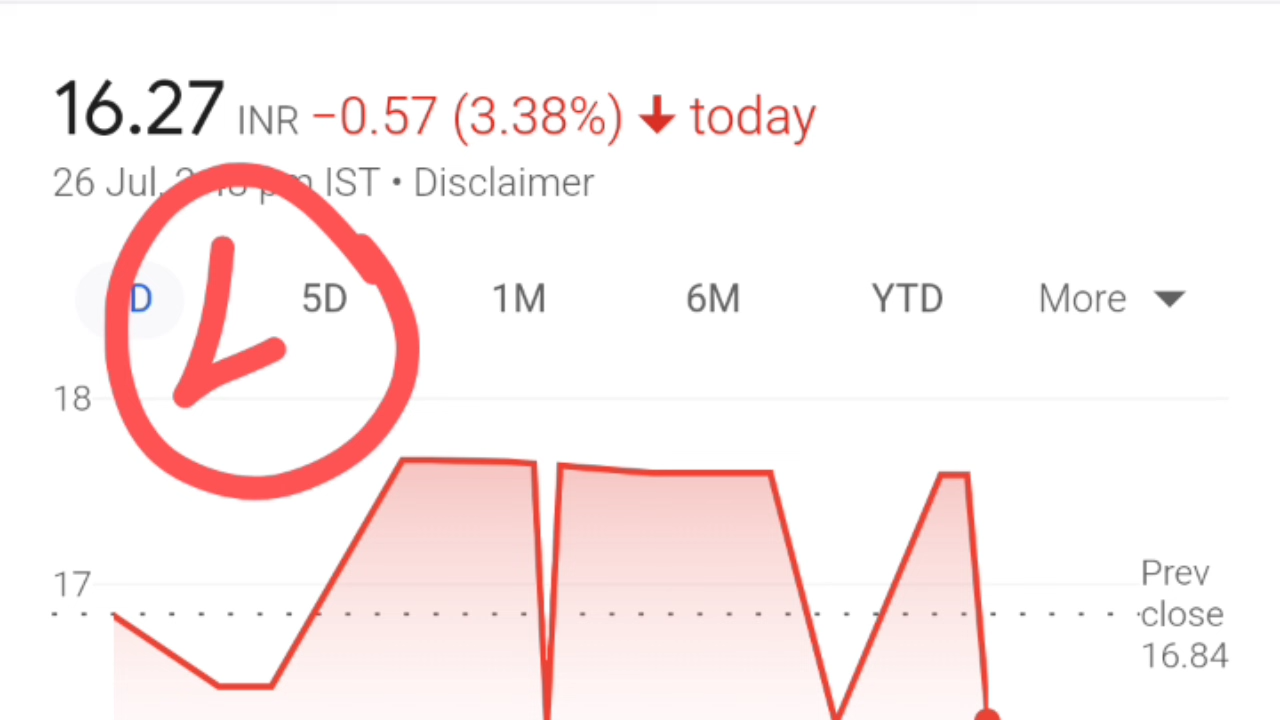 16.27 INR −0.57 (3.38%) ↓ today
26 Jul, pm IST • Disclaimer
D 5D 1M 6M YTD More
18
17
Prev
close
16.84